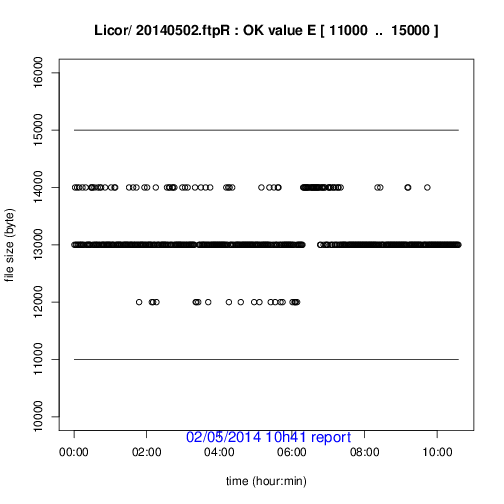 Licor/ 20140502.ftpR : OK value E [ 11000 .. 15000 ]
16000
15000
14000
13000
12000
11000
10000
file size (byte)
02/05/2014 10h41 report
00:00 02:00 04:00 06:00 08:00 10:00
time (hour:min)